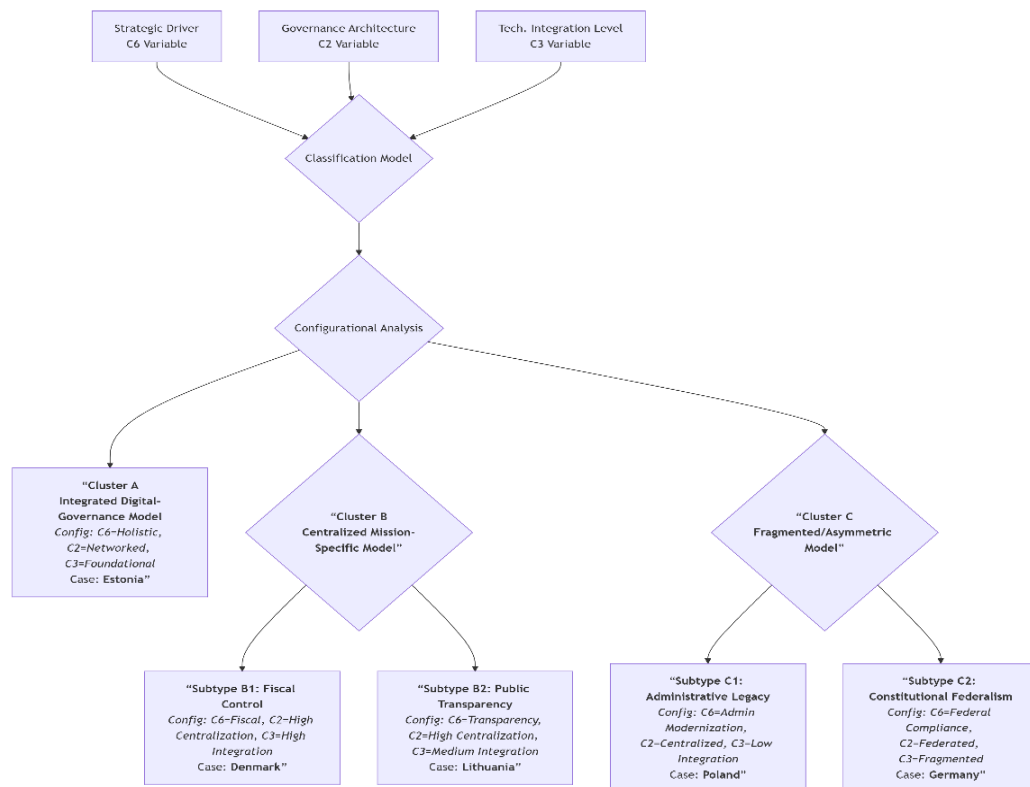 Strategic Driver
C6 Variable
Governance Architecture
C2 Variable
Tech. Integration Level
C3 Variable
Classification Model
Configurational Analysis
“Cluster A
Integrated Digital-
Governance Model
Config: C6–Holistic,
C2=Networked,
C3=Foundational
Case: Estonia”
“Cluster B
Centralized Mission-
Specific Model”
“Cluster C
Fragmented/Asymmetric
Model”
“Subtype B1: Fiscal
Control
Config: C6–Fiscal, C2–High
Centralization, C3=High
Integration
Case: Denmark”
“Subtype B2: Public
Transparency
Config: C6–Transparency,
C2=High Centralization,
C3=Medium Integration
Case: Lithuania”
“Subtype C1:
Administrative Legacy
Config: C6=Admin
Modernization,
C2–Centralized, C3–Low
Integration
Case: Poland”
“Subtype C2:
Constitutional Federalism
Config: C6=Federal
Compliance,
C2–Federated,
C3–Fragmented
Case: Germany”